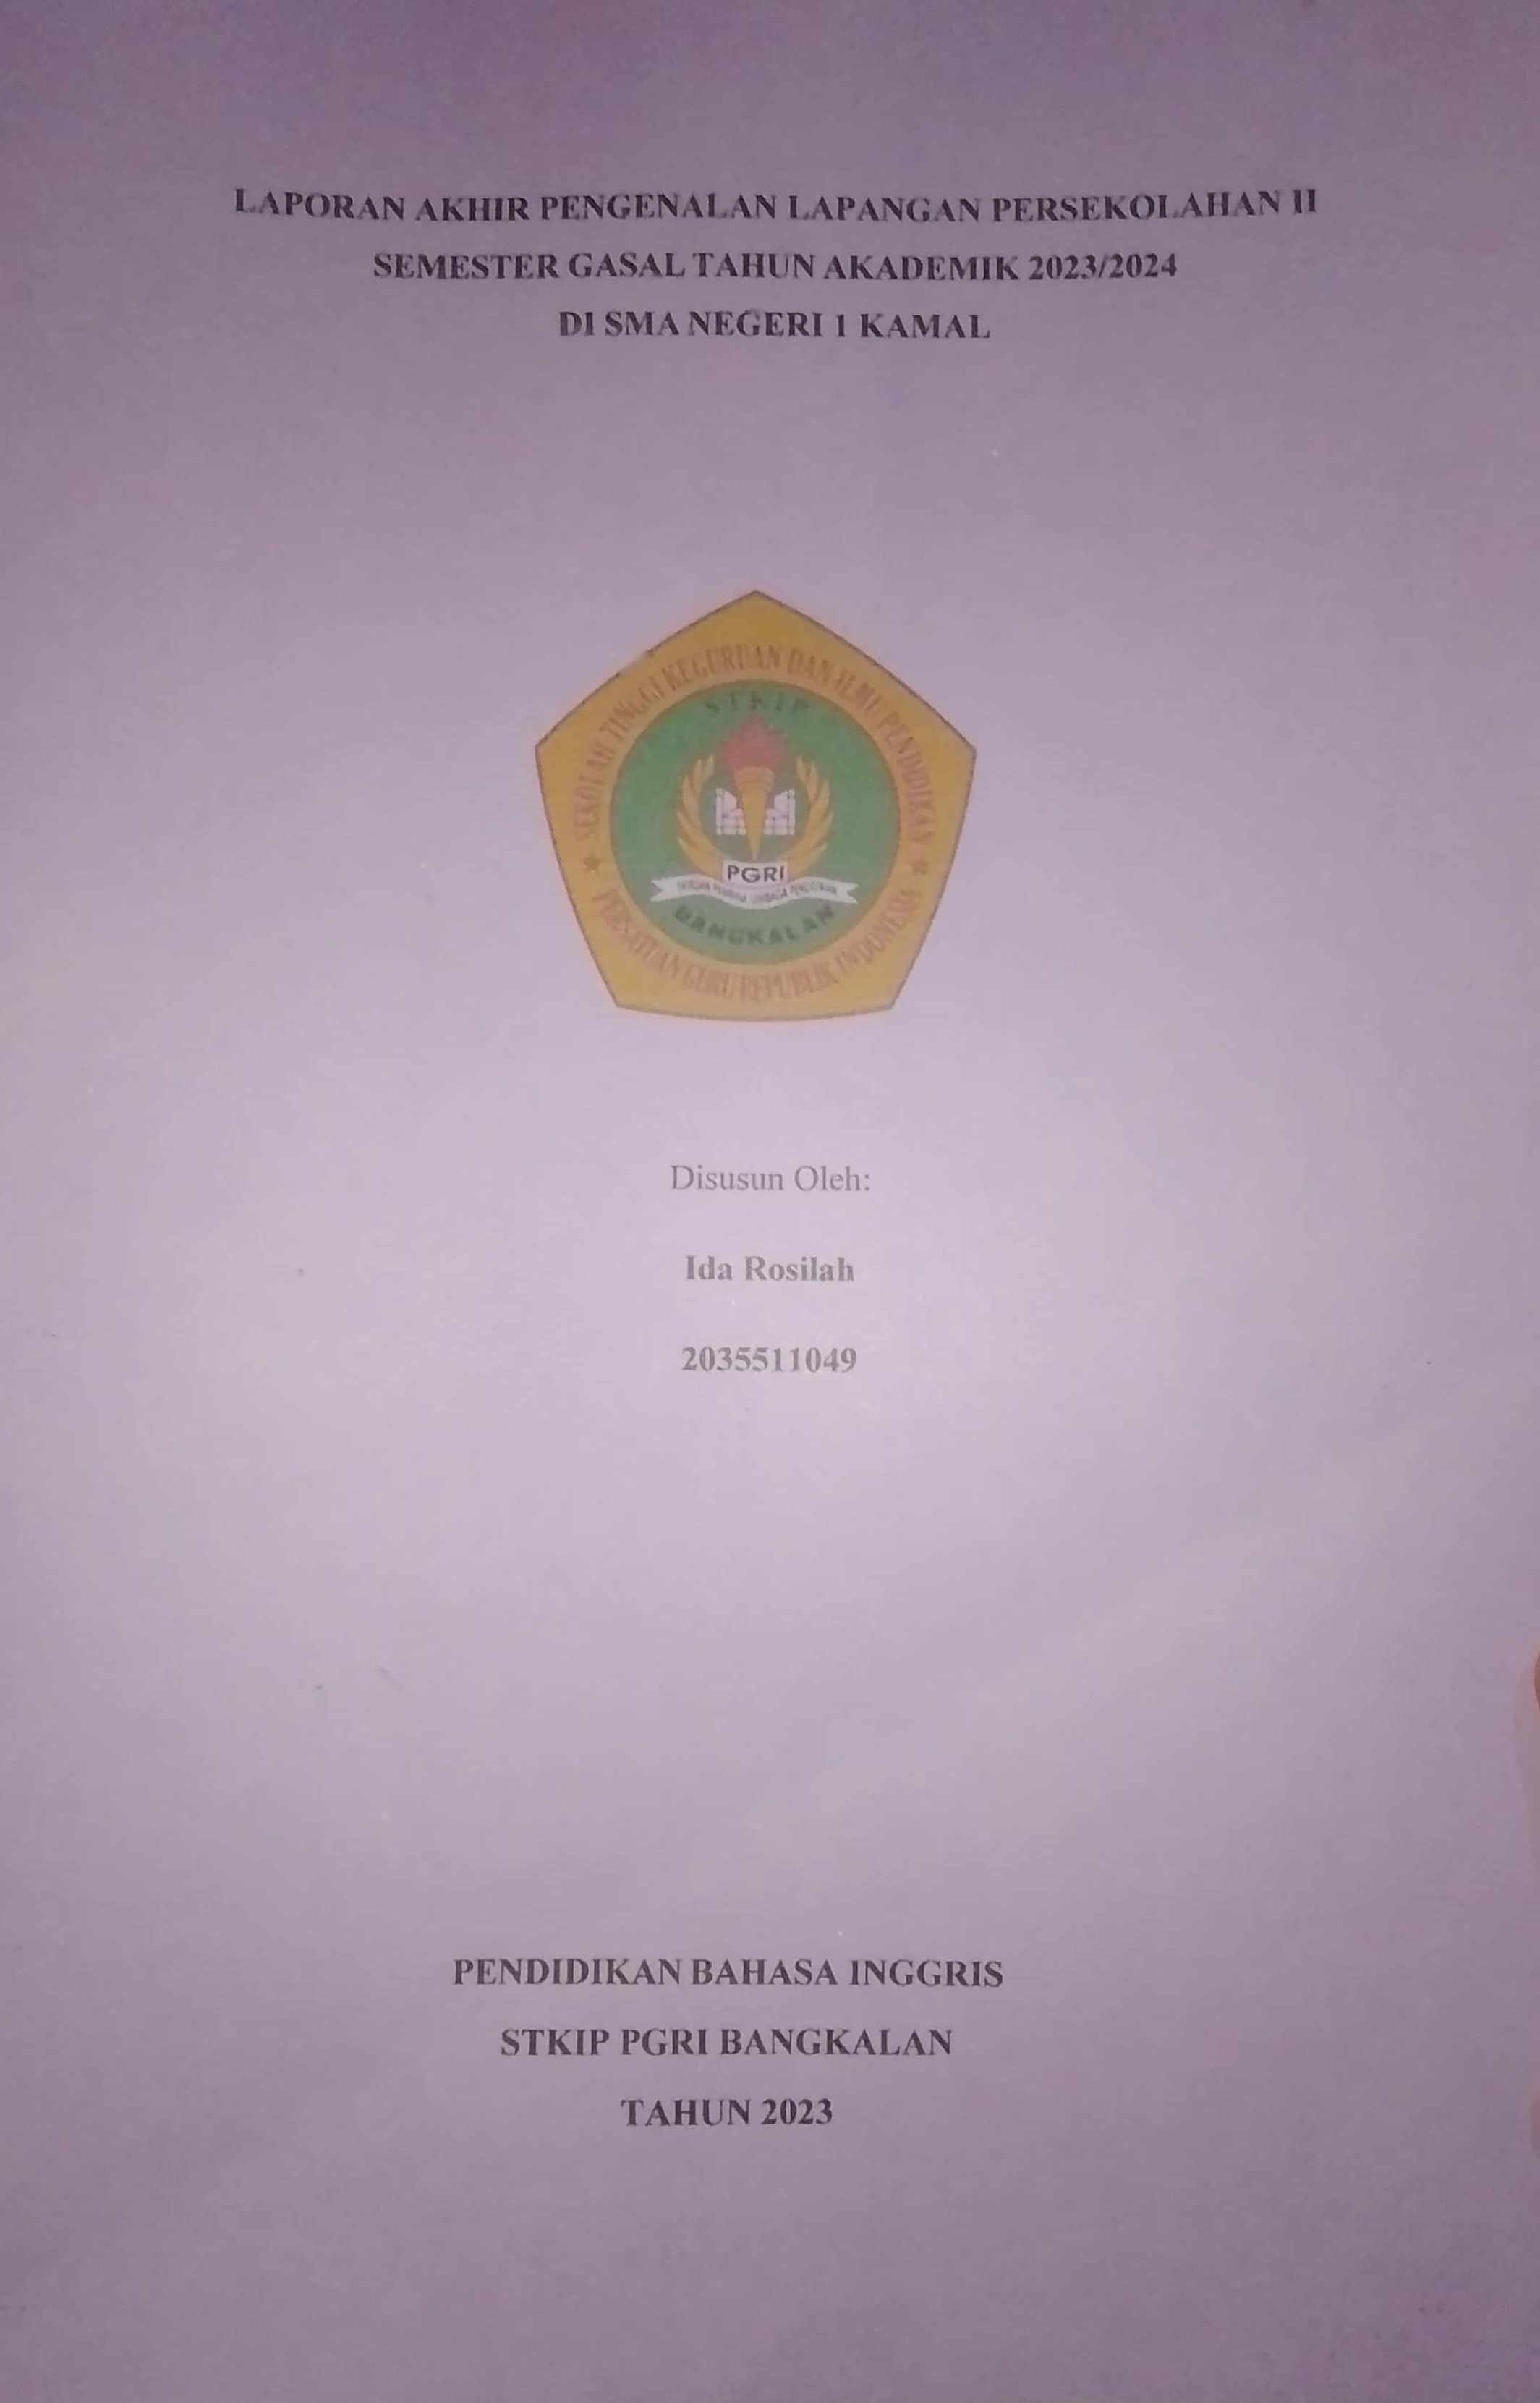 LAPORAN AKHIR PENGENALAN LAPANGAN PERSEKOLAHAN II
SEMESTER GASAL TAHUN AKADEMIK 2023/2024
DI SMA NEGERI 1 KAMAL
SEKOLAH TINGGI KEGURUAN DAN ILMU PENDIDIKAN
STKIP
PGRI
BANGKALAN
PERSATUAN GURU REPUBLIK INDONESIA
Disusun Oleh:
Ida Rosilah
2035511049
PENDIDIKAN BAHASA INGGRIS
STKIP PGRI BANGKALAN
TAHUN 2023